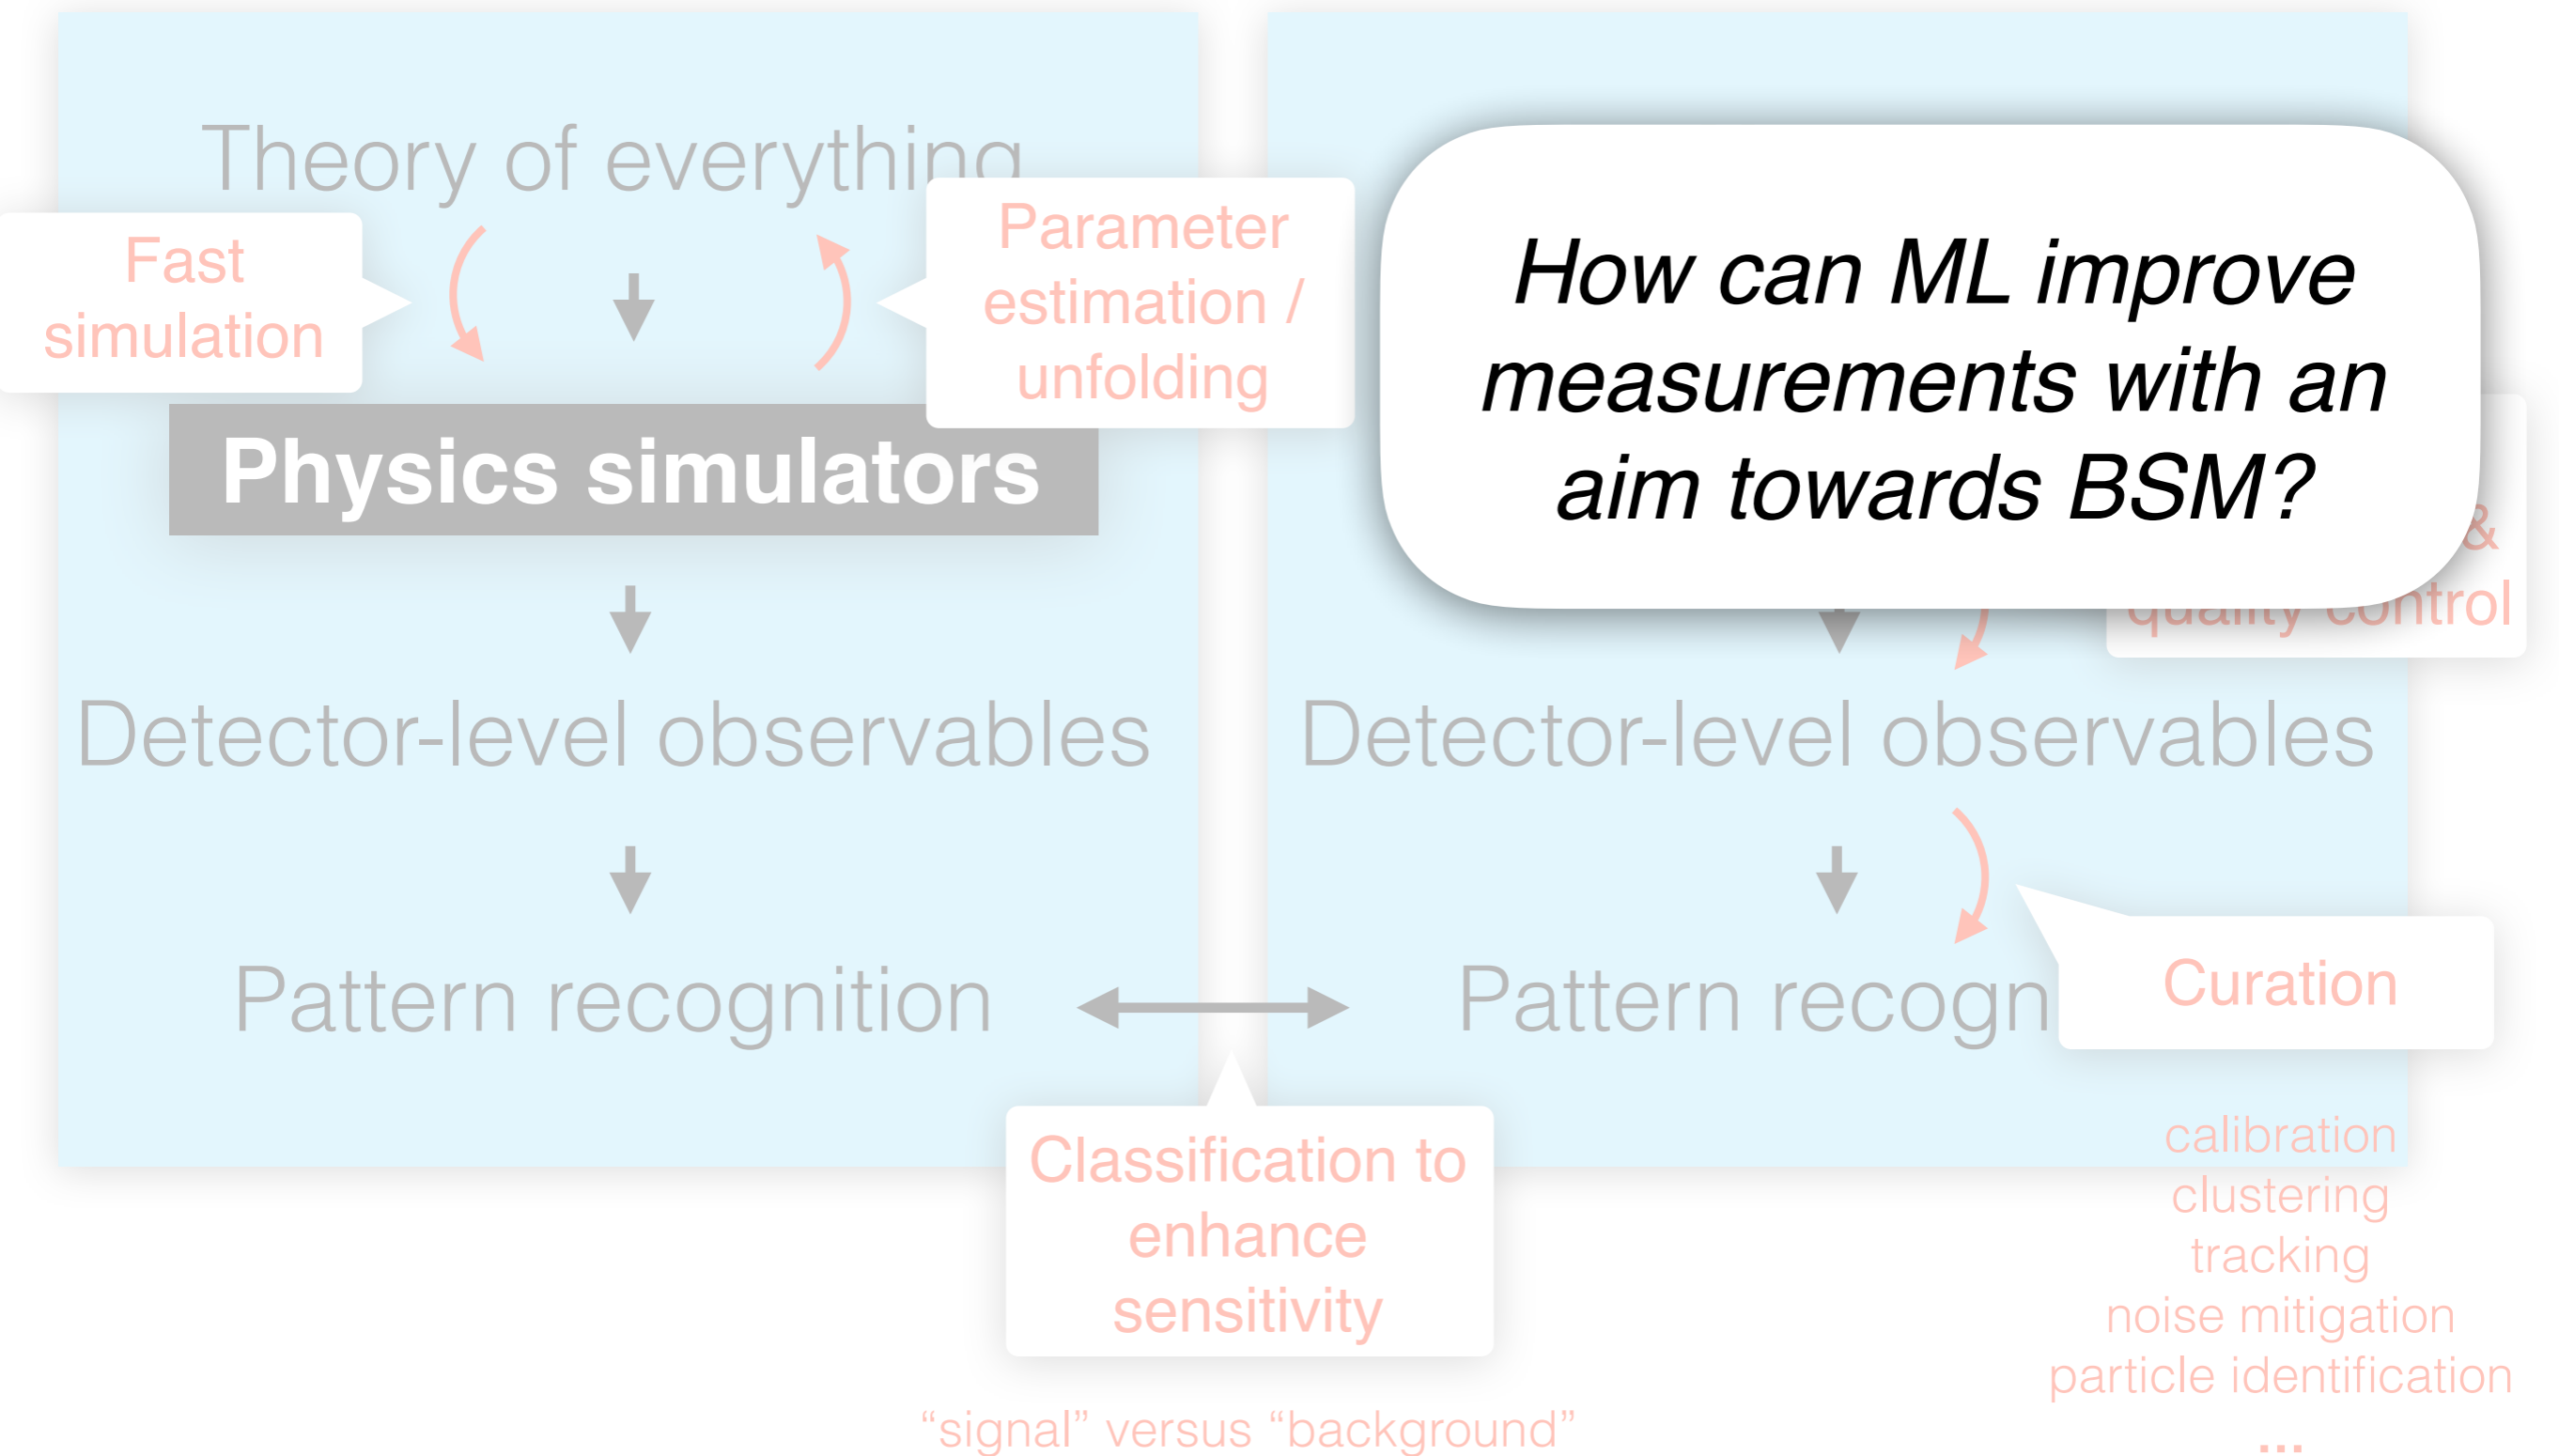 Theory of everything
Fast
simulation
Parameter
estimation /
unfolding
Physics simulators
Detector-level observables
Pattern recognition
How can ML improve
measurements with an
aim towards BSM?
&
quality control
Detector-level observables
Pattern recogn
Curation
calibration
clustering
tracking
noise mitigation
particle identification
...
Classification to
enhance
sensitivity
“signal” versus “background”